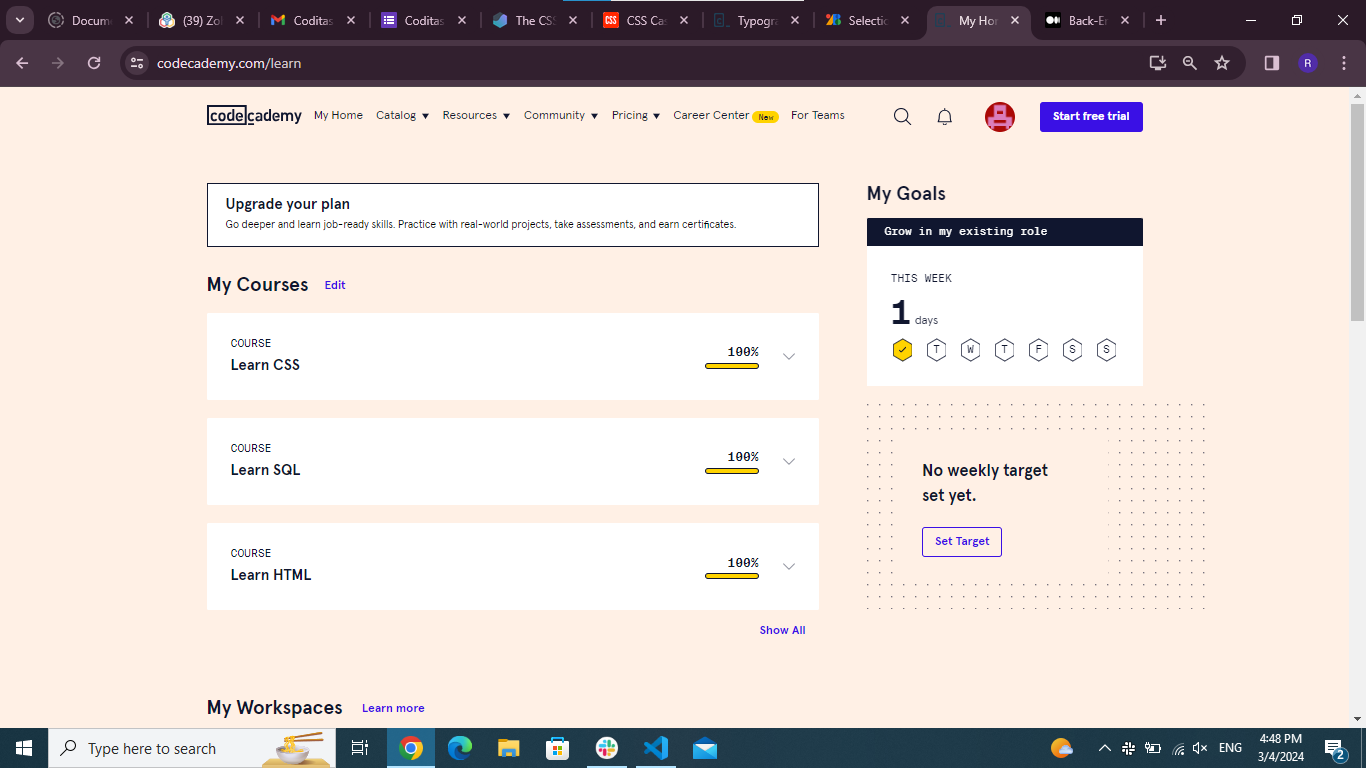 Docume
(39) Zol
Coditas
Coditas
The CSS
CSS
CSS Cas
Typogra
Selectio
My Hor
Back-En
codecademy.com/learn
R
codecademy
My Home
Catalog
Resources
Community
Pricing
Career Center
New
For Teams
Start free trial
Upgrade your plan
Go deeper and learn job-ready skills. Practice with real-world projects, take assessments, and earn certificates.
My Courses
Edit
COURSE
Learn CSS
100%
COURSE
Learn SQL
100%
COURSE
Learn HTML
100%
Show All
My Workspaces
Learn more
My Goals
Grow in my existing role
THIS WEEK
1 days
T W T F S S
No weekly target
set yet.
Set Target
Type here to search
ENG
4:48 PM
3/4/2024
2